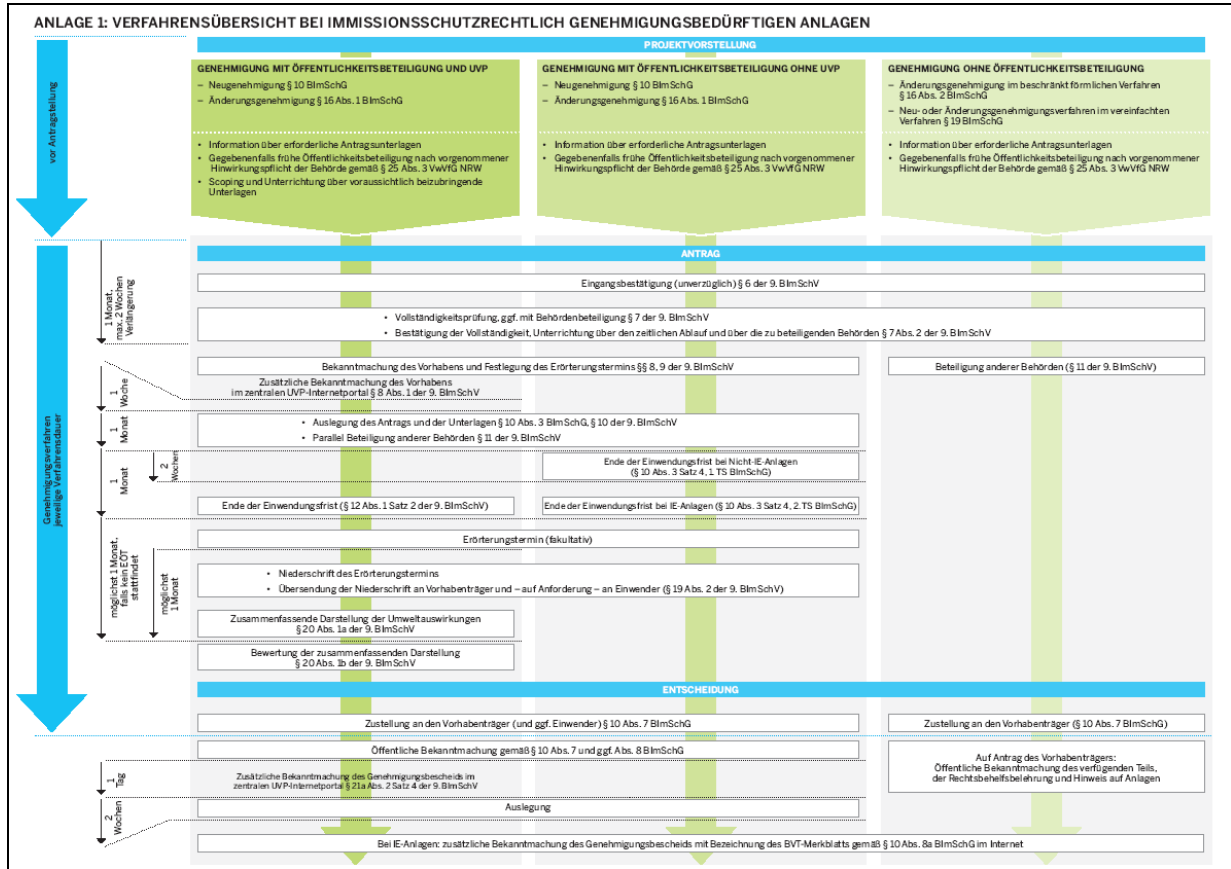 ANLAGE 1: VERFAHRENSÜBERSICHT BEI IMMISSIONSSCHUTZRECHTLICH GENEHMIGUNGSBEDÜRFTIGEN ANLAGEN
PROJEKTVORSTELLUNG
vor Antragstellung
GENEHMIGUNG MIT ÖFFENTLICHKEITSBETEILIGUNG UND UVP
– Neugenehmigung § 10 BImSchG
– Änderungsgenehmigung § 16 Abs. 1 BImSchG
• Information über erforderliche Antragsunterlagen
• Gegebenenfalls frühe Öffentlichkeitsbeteiligung nach vorgenommener
Hinwirkungspflicht der Behörde gemäß § 25 Abs. 3 VwVfG NRW
• Scoping und Unterrichtung über voraussichtlich beizubringende
Unterlagen
GENEHMIGUNG MIT ÖFFENTLICHKEITSBETEILIGUNG OHNE UVP
– Neugenehmigung § 10 BImSchG
– Änderungsgenehmigung § 16 Abs. 1 BImSchG
• Information über erforderliche Antragsunterlagen
• Gegebenenfalls frühe Öffentlichkeitsbeteiligung nach vorgenommener
Hinwirkungspflicht der Behörde gemäß § 25 Abs. 3 VwVfG NRW
GENEHMIGUNG OHNE ÖFFENTLICHKEITSBETEILIGUNG
– Änderungsgenehmigung im beschränkt förmlichen Verfahren
§ 16 Abs. 2 BImSchG
– Neu- oder Änderungsgenehmigungsverfahren im vereinfachten
Verfahren § 19 BImSchG
• Information über erforderliche Antragsunterlagen
• Gegebenenfalls frühe Öffentlichkeitsbeteiligung nach vorgenommener
Hinwirkungspflicht der Behörde gemäß § 25 Abs. 3 VwVfG NRW
Genehmigungsverfahren
jeweilige Verfahrensdauer
ANTRAG
1 Monat,
max. 2 Wochen
Verlängerung
Eingangsbestätigung (unverzüglich) § 6 der 9. BImSchV
• Vollständigkeitsprüfung, ggf. mit Behördenbeteiligung § 7 der 9. BImSchV
• Bestätigung der Vollständigkeit, Unterrichtung über den zeitlichen Ablauf und über die zu beteiligenden Behörden § 7 Abs. 2 der 9. BImSchV
Bekanntmachung des Vorhabens und Festlegung des Erörterungstermins §§ 8, 9 der 9. BImSchV
Beteiligung anderer Behörden (§ 11 der 9. BImSchV)
1
Woche
Zusätzliche Bekanntmachung des Vorhabens
im zentralen UVP-Internetportal § 8 Abs. 1 der 9. BImSchV
1
Monat
• Auslegung des Antrags und der Unterlagen § 10 Abs. 3 BImSchG, § 10 der 9. BImSchV
• Parallel Beteiligung anderer Behörden § 11 der 9. BImSchV
1
Monat
2
Wochen
Ende der Einwendungsfrist bei Nicht-IE-Anlagen
(§ 10 Abs. 3 Satz 4, 1. TS BImSchG)
Ende der Einwendungsfrist (§ 12 Abs. 1 Satz 2 der 9. BImSchV)
Ende der Einwendungsfrist bei IE-Anlagen (§ 10 Abs. 3 Satz 4, 2. TS BImSchG)
möglichst 1 Monat,
falls kein EÖT
stattfindet
möglichst
1 Monat
Erörterungstermin (fakultativ)
• Niederschrift des Erörterungstermins
• Übersendung der Niederschrift an Vorhabenträger und – auf Anforderung – an Einwender (§ 19 Abs. 2 der 9. BImSchV)
Zusammenfassende Darstellung der Umweltauswirkungen
§ 20 Abs. 1a der 9. BImSchV
Bewertung der zusammenfassenden Darstellung
§ 20 Abs. 1b der 9. BImSchV
ENTSCHEIDUNG
Zustellung an den Vorhabenträger (und ggf. Einwender) § 10 Abs. 7 BImSchG
Zustellung an den Vorhabenträger (§ 10 Abs. 7 BImSchG)
Öffentliche Bekanntmachung gemäß § 10 Abs. 7 und ggf. Abs. 8 BImSchG
Auf Antrag des Vorhabenträgers:
Öffentliche Bekanntmachung des verfügenden Teils,
der Rechtsbehelfsbelehrung und Hinweis auf Anlagen
1
Tag
Zusätzliche Bekanntmachung des Genehmigungsbescheids im
zentralen UVP-Internetportal § 21a Abs. 2 Satz 4 der 9. BImSchV
2
Wochen
Auslegung
Bei IE-Anlagen: zusätzliche Bekanntmachung des Genehmigungsbescheids mit Bezeichnung des BVT-Merkblatts gemäß § 10 Abs. 8a BImSchG im Internet